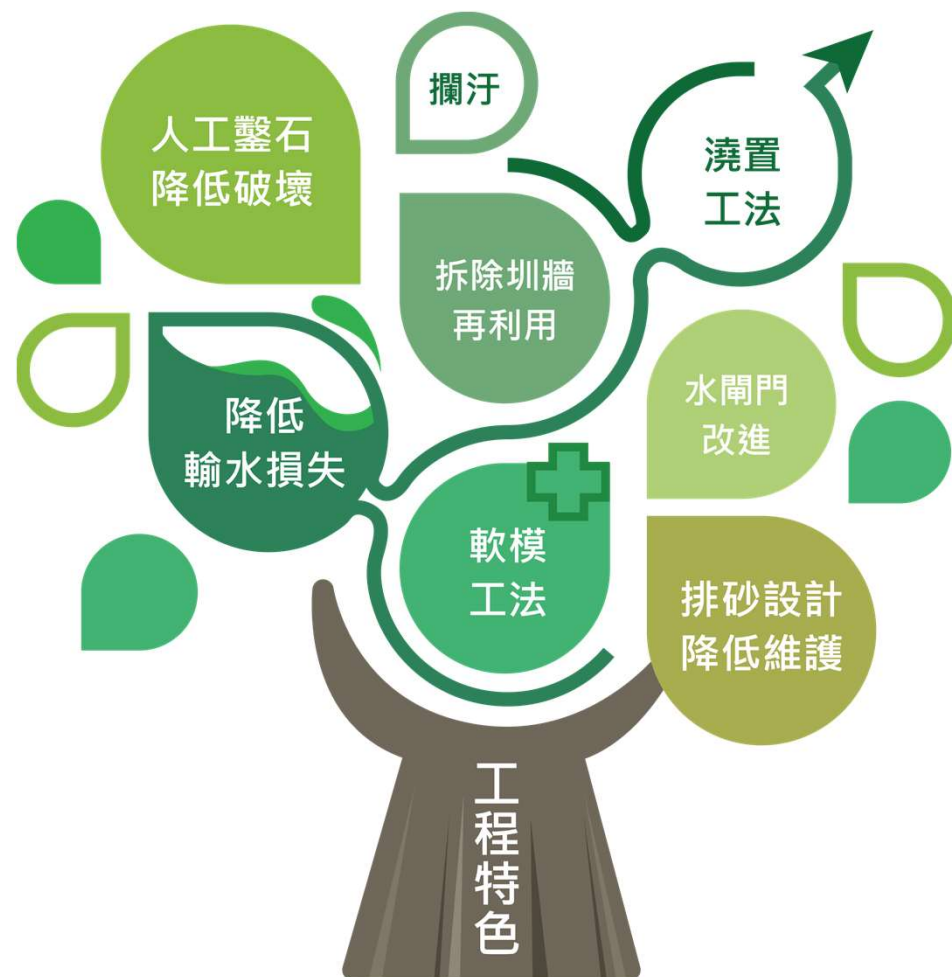 攔汙
人工鑿石
降低破壞
澆置
工法
拆除圳牆
再利用
水閘門
改進
降低
輸水損失
軟模
工法
排砂設計
降低維護
工程特色